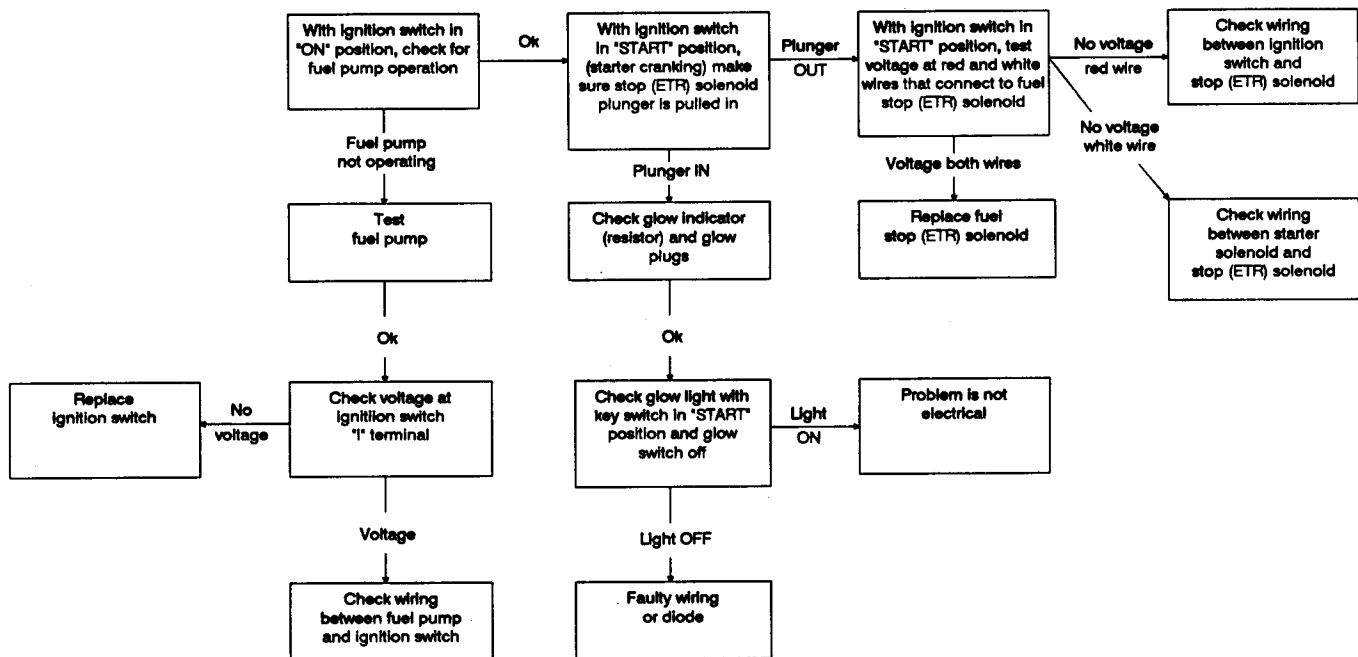 With ignition switch in
"ON" position, check for
fuel pump operation
Ok
With ignition switch
in "START" position,
(starter cranking) make
sure stop (ETR) solenoid
plunger is pulled in
Plunger
OUT
With ignition switch in
"START" position, test
voltage at red and white
wires that connect to fuel
stop (ETR) solenoid
No voltage
red wire
Check wiring
between ignition
switch and
stop (ETR) solenoid
Fuel pump
not operating
Plunger IN
Voltage both wires
No voltage
white wire
Test
fuel pump
Check glow indicator
(resistor) and glow
plugs
Replace fuel
stop (ETR) solenoid
Check wiring
between starter
solenoid and
stop (ETR) solenoid
Ok
Ok
Replace
ignition switch
No
voltage
Check voltage at
ignitiion switch
"I" terminal
Check glow light with
key switch in "START"
position and glow
switch off
Light
ON
Problem is not
electrical
Voltage
Light OFF
Check wiring
between fuel pump
and ignition switch
Faulty wiring
or diode